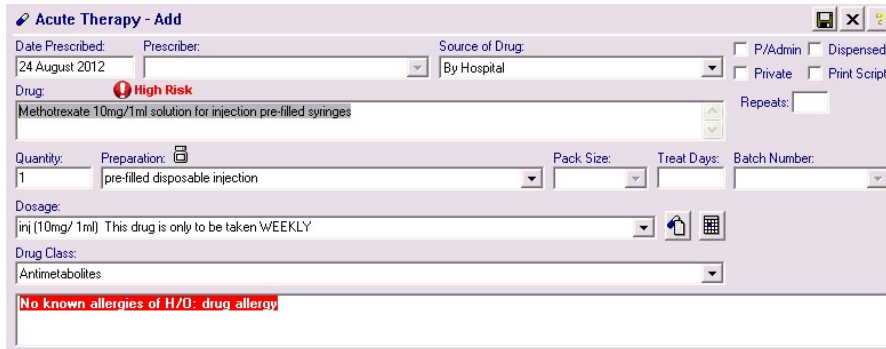 Acute Therapy - Add
Date Prescribed: Prescriber: Source of Drug: P/Admin Dispensed
24 August 2012 By Hospital Private Print Script
Drug: High Risk Repeats:
Methotrexate 10mg/1ml solution for injection pre-filled syringes
Quantity: Preparation: Pack Size: Treat Days: Batch Number:
1 pre-filled disposable injection
Dosage:
inj (10mg/ 1ml) This drug is only to be taken WEEKLY
Drug Class:
Antimetabolites
No known allergies of H/O: drug allergy